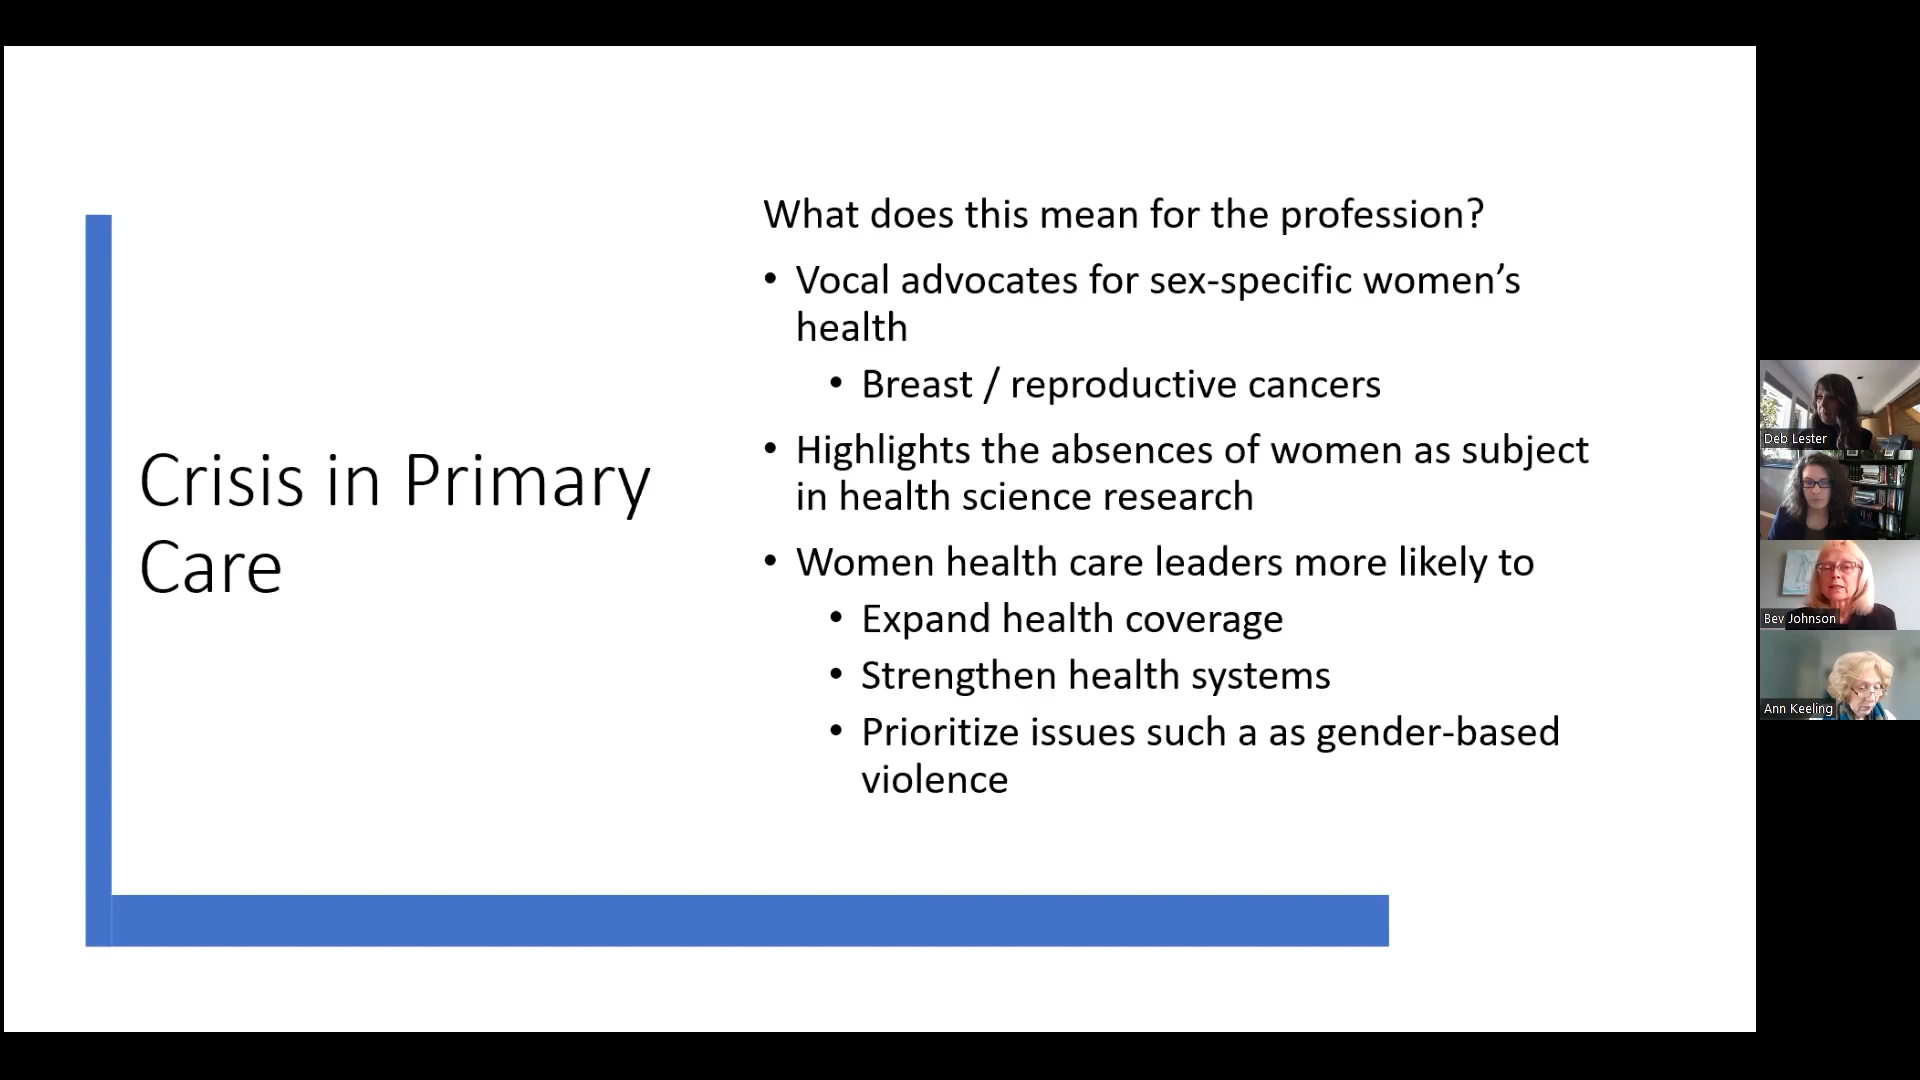 Crisis in Primary
Care
What does this mean for the profession?
• Vocal advocates for sex-specific women’s
health
• Breast / reproductive cancers
• Highlights the absences of women as subject
in health science research
• Women health care leaders more likely to
• Expand health coverage
• Strengthen health systems
• Prioritize issues such a as gender-based
violence
Deb Lester
Bev Johnson
Ann Keeling